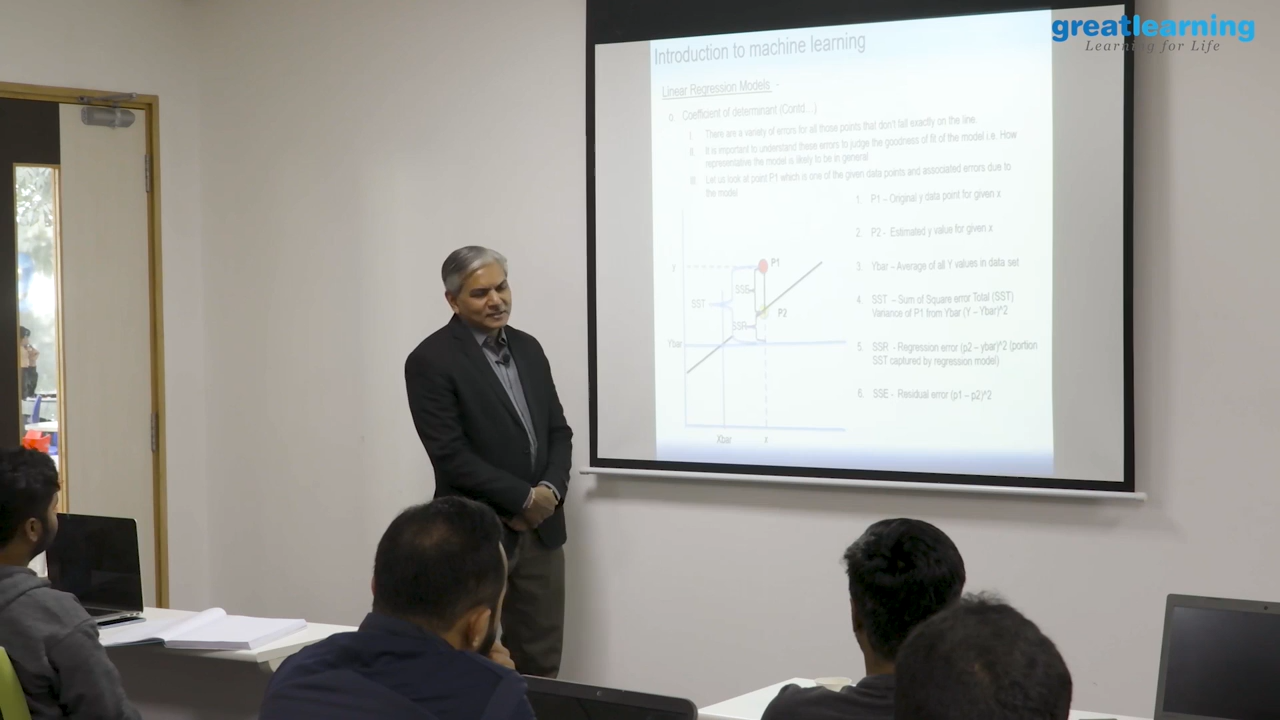 greatlearning
Learning for Life
Introduction to machine learning
Linear Regression Models -
o. Coefficient of determinant (Contd...)
I. There are a variety of errors for all those points that don't fall exactly on the line.
II. It is important to understand these errors to judge the goodness of fit of the model i.e. How
representative the model is likely to be in general
III. Let us look at point P1 which is one of the given data points and associated errors due to
the model
1. P1 – Original y data point for given x
2. P2 - Estimated y value for given x
3. Ybar – Average of all Y values in data set
4. SST – Sum of Square error Total (SST)
Variance of P1 from Ybar (Y – Ybar)^2
5. SSR - Regression error (p2 – ybar)^2 (portion
SST captured by regression model)
6. SSE - Residual error (p1 – p2)^2
y
P1
SSE
SST
P2
SSR
Ybar
Xbar
x